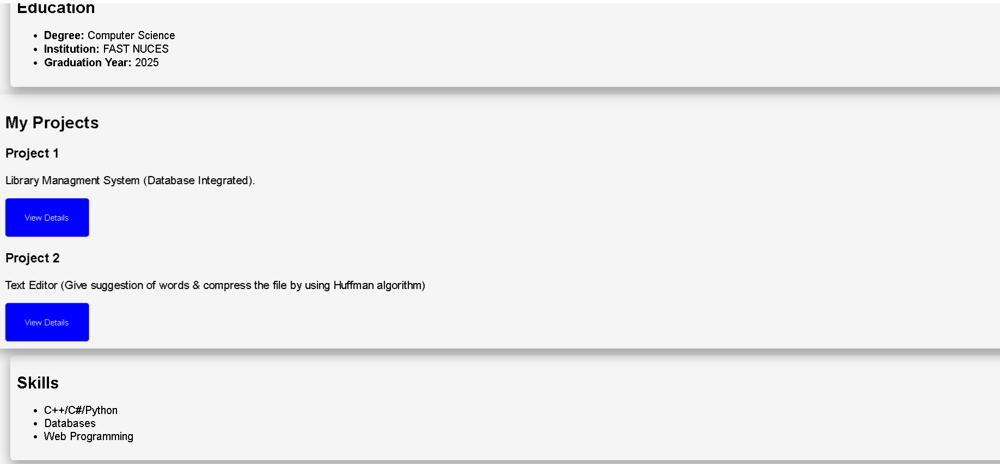 Education
Degree: Computer Science
Institution: FAST NUCES
Graduation Year: 2025
My Projects
Project 1
Library Managment System (Database Integrated).
View Details
Project 2
Text Editor (Give suggestion of words & compress the file by using Huffman algorithm)
View Details
Skills
C++/C#/Python
Databases
Web Programming